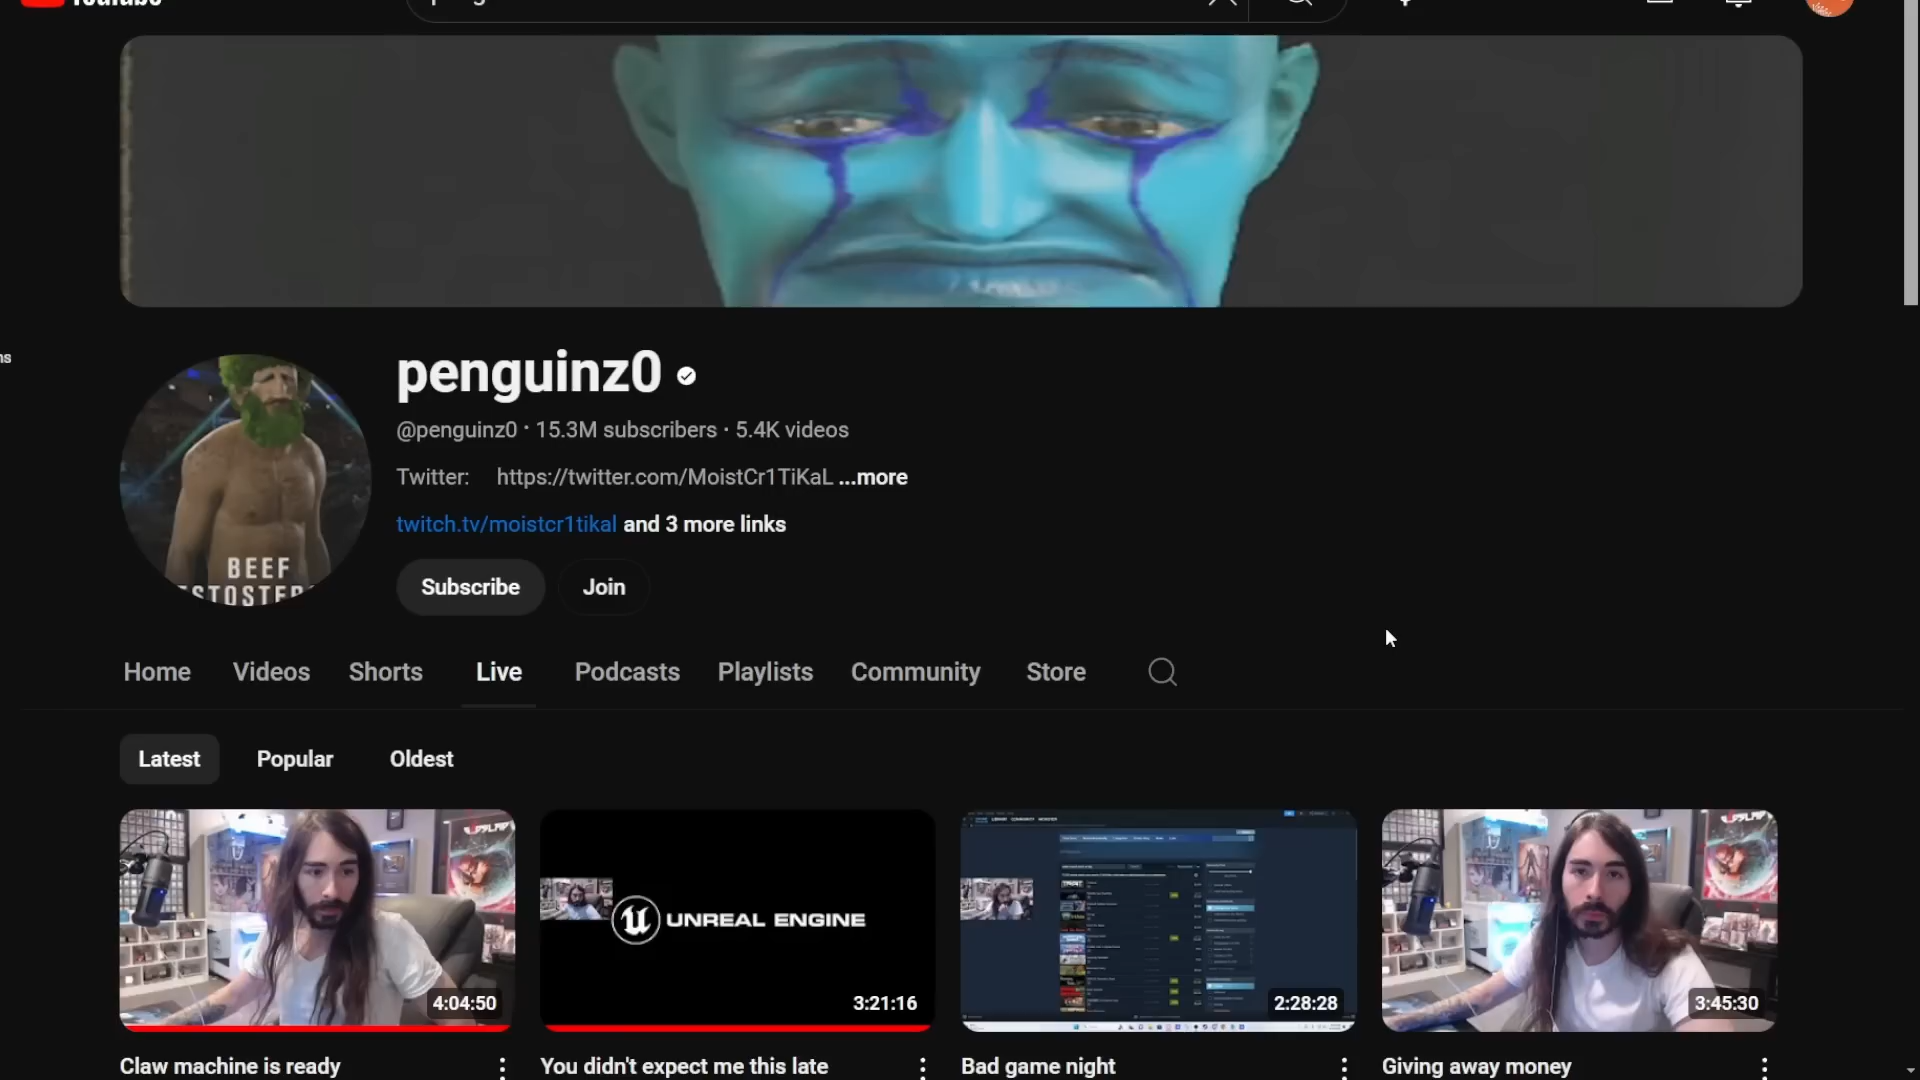 YouTube
penguinz0
@penguinz0 · 15.3M subscribers · 5.4K videos
Twitter: https://twitter.com/MoistCr1TiKaL ...more
twitch.tv/moistcr1tikal and 3 more links
BEEF
Subscribe Join
Home Videos Shorts Live Podcasts Playlists Community Store
Latest Popular Oldest
UNREAL ENGINE
4:04:50 3:21:16 2:28:28 3:45:30
Claw machine is ready You didn't expect me this late Bad game night Giving away money